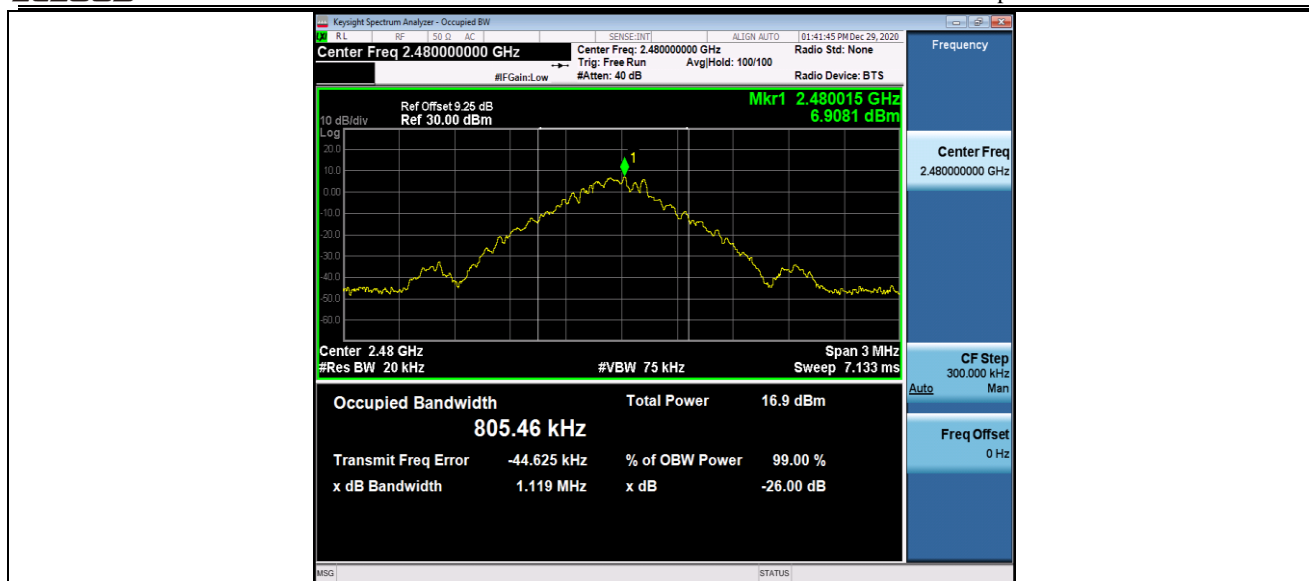 Keysight Spectrum Analyzer - Occupied BW
LXI RL RF 50 Ω AC SENSE:INT ALIGN AUTO 01:41:45 PM Dec 29, 2020
Center Freq 2.480000000 GHz
Center Freq: 2.480000000 GHz Radio Std: None
Trig: Free Run Avg|Hold: 100/100
#IFGain:Low #Atten: 40 dB Radio Device: BTS
Frequency
Mkr1 2.480015 GHz
6.9081 dBm
Ref Offset 9.25 dB
10 dB/div Ref 30.00 dBm
Log
20.0
10.0
0.00
-10.0
-20.0
-30.0
-40.0
-50.0
-60.0
1
Center 2.48 GHz Span 3 MHz
#Res BW 20 kHz #VBW 75 kHz Sweep 7.133 ms
Occupied Bandwidth Total Power 16.9 dBm
805.46 kHz
Transmit Freq Error -44.625 kHz % of OBW Power 99.00 %
x dB Bandwidth 1.119 MHz x dB -26.00 dB
Center Freq
2.480000000 GHz
CF Step
300.000 kHz
Auto Man
Freq Offset
0 Hz
MSG STATUS